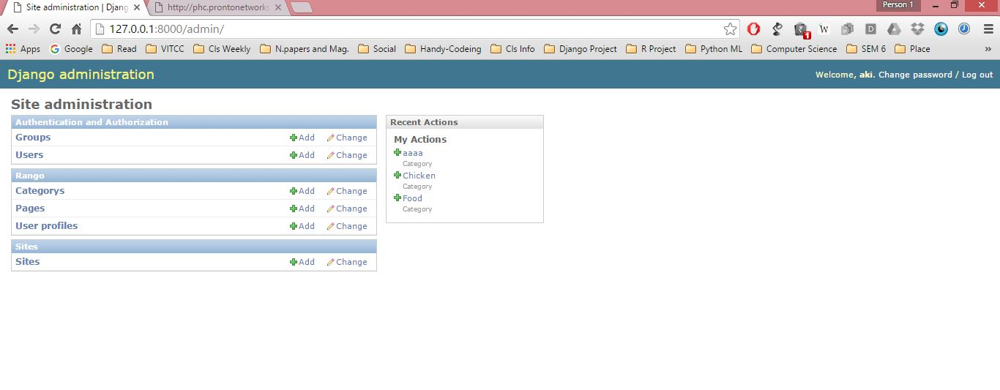 Site administration | Djang
http://phc.prontonetworks
Person 1
127.0.0.1:8000/admin/
1
W
D
Apps Google Read VITCC Cls Weekly N.papers and Mag. Social Handy-Codeing Cls Info Django Project R Project Python ML Computer Science SEM 6 Place »
Django administration
Welcome, aki. Change password / Log out
Site administration
Authentication and Authorization
Groups Add Change
Users Add Change
Rango
Categorys Add Change
Pages Add Change
User profiles Add Change
Sites
Sites Add Change
Recent Actions
My Actions
aaaa
Category
Chicken
Category
Food
Category